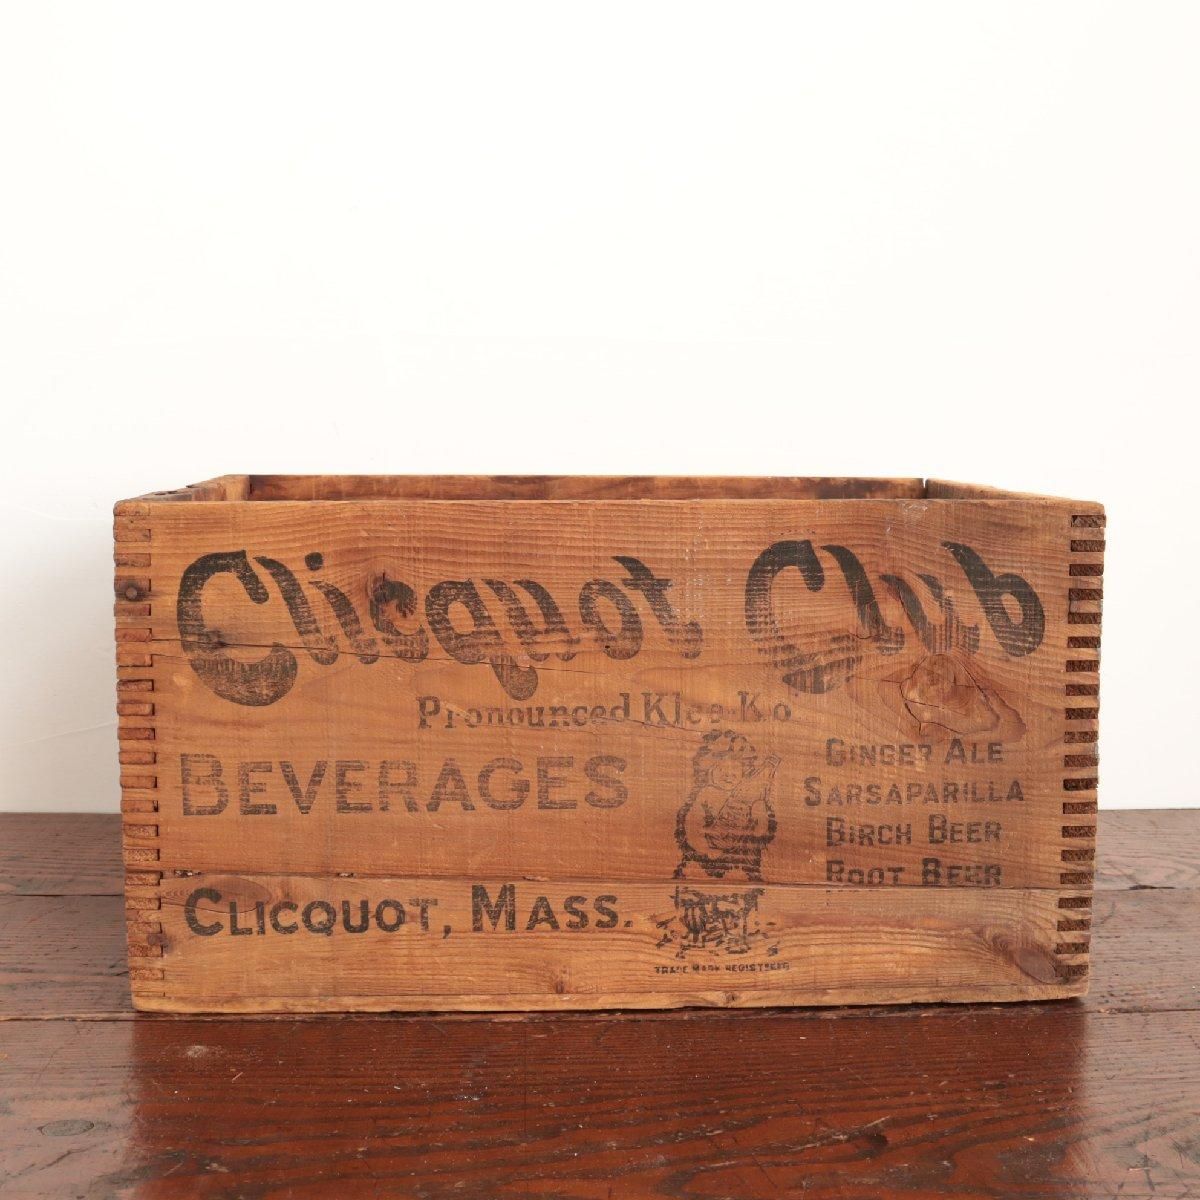 Clicquot Club
Pronounced Klee-Ko
BEVERAGES
CLICQUOT, MASS.
GINGER ALE
SARSAPARILLA
BIRCH BEER
ROOT BEER
TRADE MARK REGISTERED